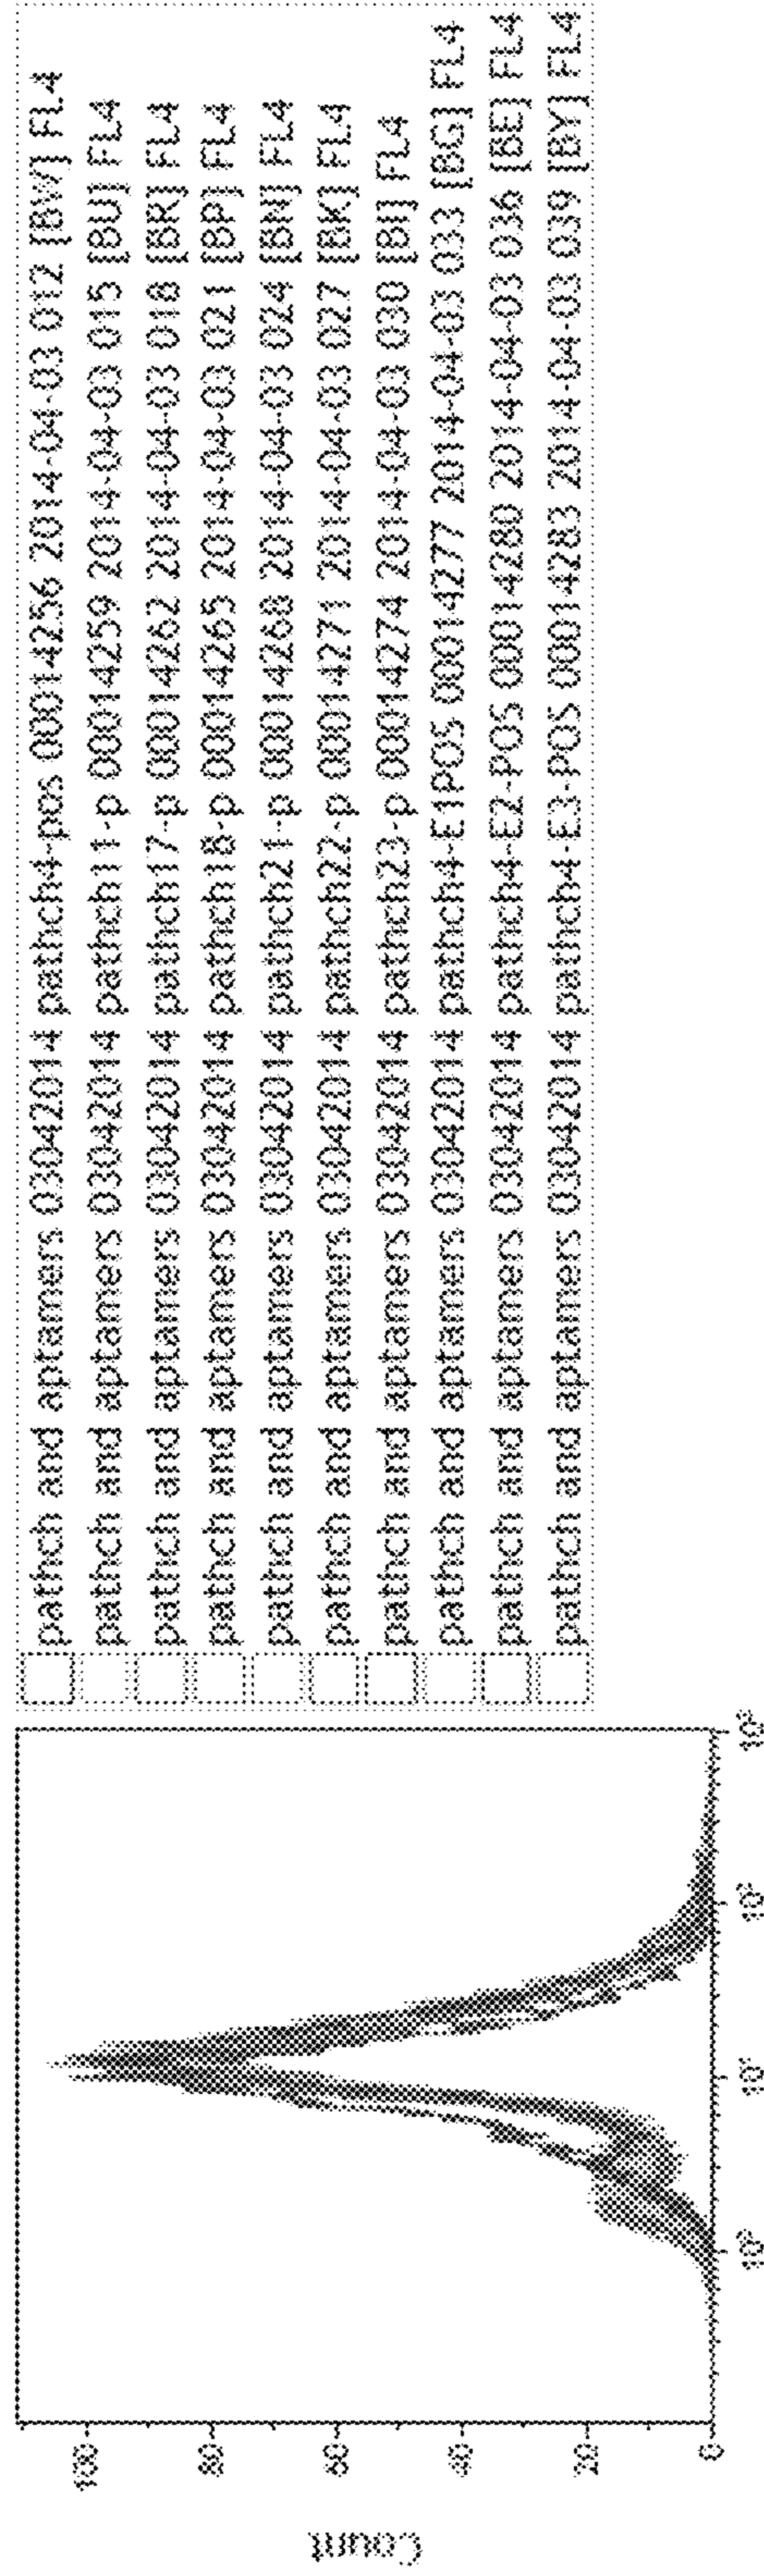 pathch and aptamers 03042014 pathch4-pos 00014256 2014-04-03 012 [BW] FL4
pathch and aptamers 03042014 pathch11-p 00014259 2014-04-03 015 [BU] FL4
pathch and aptamers 03042014 pathch17-p 00014262 2014-04-03 018 [BR] FL4
pathch and aptamers 03042014 pathch18-p 00014265 2014-04-03 021 [BP] FL4
pathch and aptamers 03042014 pathch21-p 00014268 2014-04-03 024 [BN] FL4
pathch and aptamers 03042014 pathch22-p 00014271 2014-04-03 027 [BK] FL4
pathch and aptamers 03042014 pathch23-p 00014274 2014-04-03 030 [BI] FL4
pathch and aptamers 03042014 pathch4-E1POS 00014277 2014-04-03 033 [BG] FL4
pathch and aptamers 03042014 pathch4-E2-POS 00014280 2014-04-03 036 [BE] FL4
pathch and aptamers 03042014 pathch4-E3-POS 00014283 2014-04-03 039 [BY] FL4
Count
100
80
60
40
20
0
10⁰ 10¹ 10² 10³